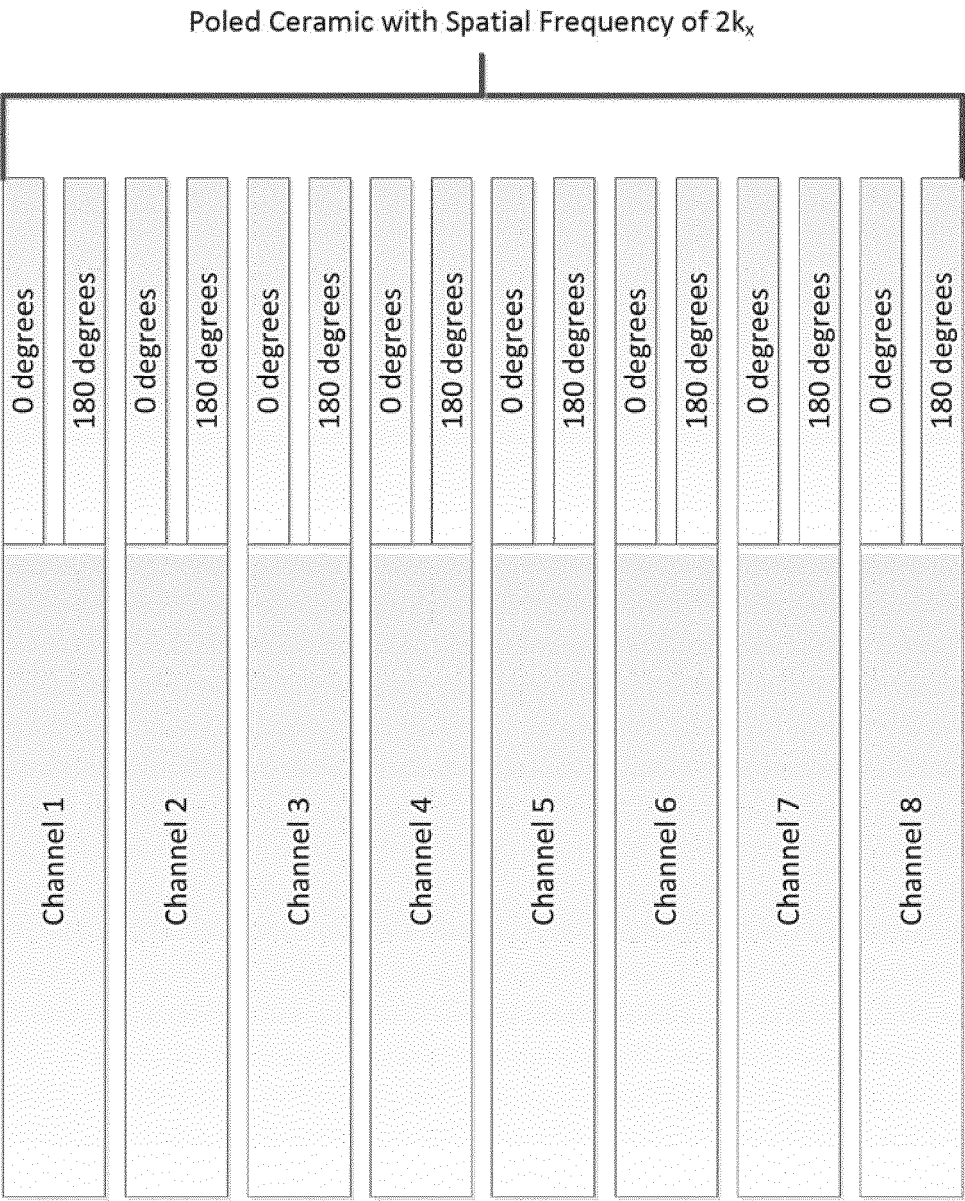 Poled Ceramic with Spatial Frequency of 2kₓ
0 degrees
180 degrees
0 degrees
180 degrees
0 degrees
180 degrees
0 degrees
180 degrees
0 degrees
180 degrees
0 degrees
180 degrees
0 degrees
180 degrees
0 degrees
180 degrees
Channel 1
Channel 2
Channel 3
Channel 4
Channel 5
Channel 6
Channel 7
Channel 8